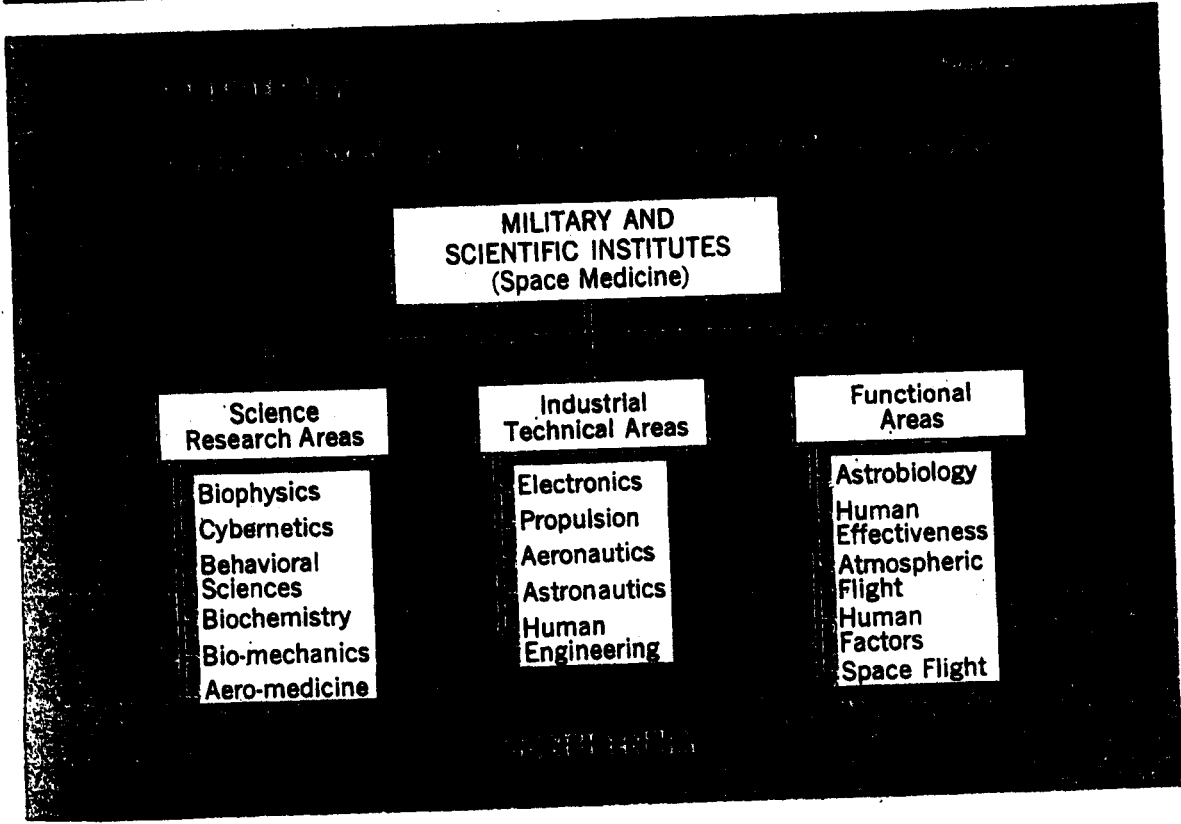 MILITARY AND
SCIENTIFIC INSTITUTES
(Space Medicine)
Science
Research Areas
Biophysics
Cybernetics
Behavioral
Sciences
Biochemistry
Bio-mechanics
Aero-medicine
Industrial
Technical Areas
Electronics
Propulsion
Aeronautics
Astronautics
Human
Engineering
Functional
Areas
Astrobiology
Human
Effectiveness
Atmospheric
Flight
Human
Factors
Space Flight